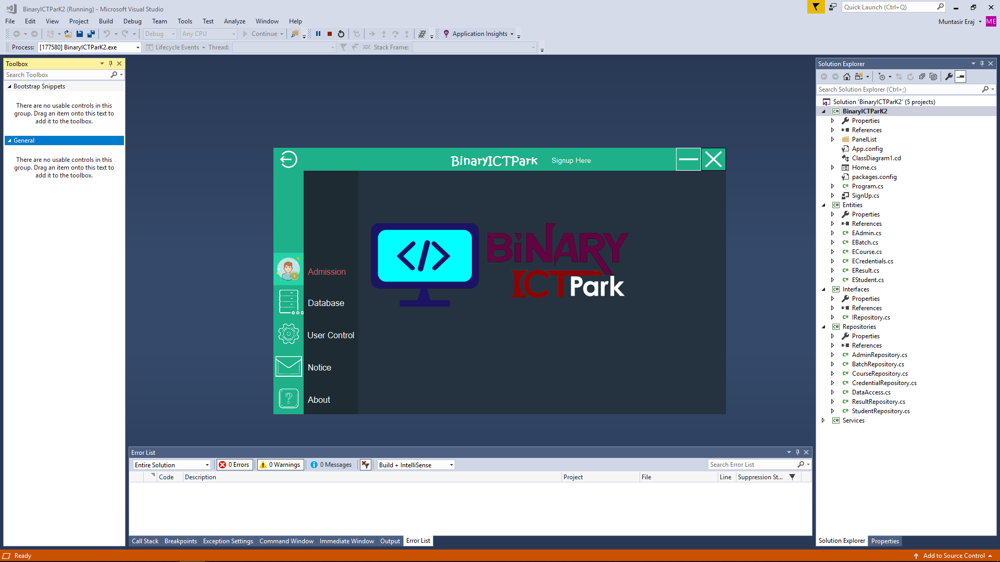 BinaryICTParK2 (Running) - Microsoft Visual Studio
Quick Launch (Ctrl+Q)
File Edit View Project Build Debug Team Tools Test Analyze Window Help
Muntasir Eraj ME
Debug Any CPU Continue Application Insights
Process: [177580] BinaryICTParK2.exe Lifecycle Events Thread: Stack Frame:
Toolbox
Search Toolbox
Bootstrap Snippets
There are no usable controls in this
group. Drag an item onto this text to
add it to the toolbox.
General
There are no usable controls in this
group. Drag an item onto this text to
add it to the toolbox.
BinaryICTPark Signup Here
BiNARY
ICT Park
Admission
Database
User Control
Notice
? About
Error List
Entire Solution 0 Errors 0 Warnings 0 Messages Build + IntelliSense Search Error List
Code Description Project File Line Suppression St...
Call Stack Breakpoints Exception Settings Command Window Immediate Window Output Error List
Solution Explorer
Search Solution Explorer (Ctrl+;)
Solution 'BinaryICTParK2' (5 projects)
C# BinaryICTParK2
Properties
References
PanelList
App.config
ClassDiagram1.cd
Home.cs
packages.config
C# Program.cs
SignUp.cs
C# Entities
Properties
References
C# EAdmin.cs
C# EBatch.cs
C# ECourse.cs
C# ECredentials.cs
C# EResult.cs
C# EStudent.cs
C# Interfaces
Properties
References
C# IRepository.cs
C# Repositories
Properties
References
C# AdminRepository.cs
C# BatchRepository.cs
C# CourseRepository.cs
C# CredentialRepository.cs
C# DataAccess.cs
C# ResultRepository.cs
C# StudentRepository.cs
C# Services
Solution Explorer Properties
Ready Add to Source Control